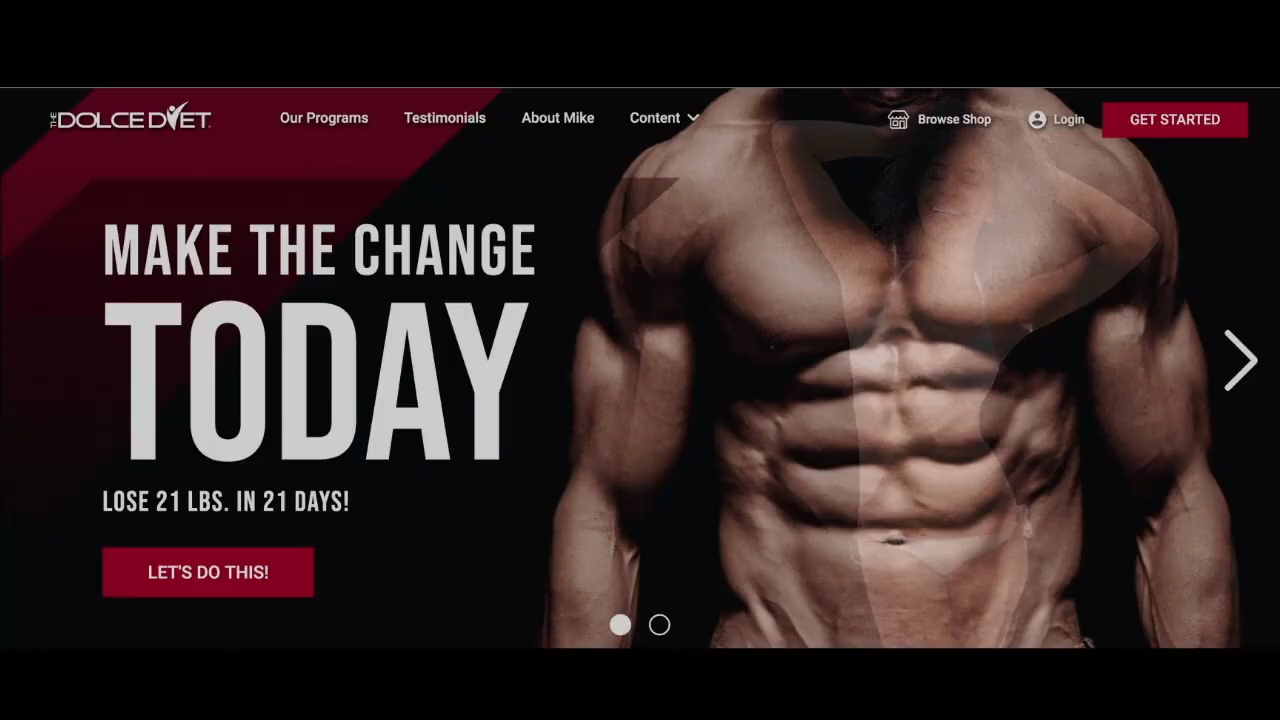 THE DOLCE DIET
Our Programs Testimonials About Mike Content Browse Shop Login GET STARTED
MAKE THE CHANGE
TODAY
LOSE 21 LBS. IN 21 DAYS!
LET'S DO THIS!